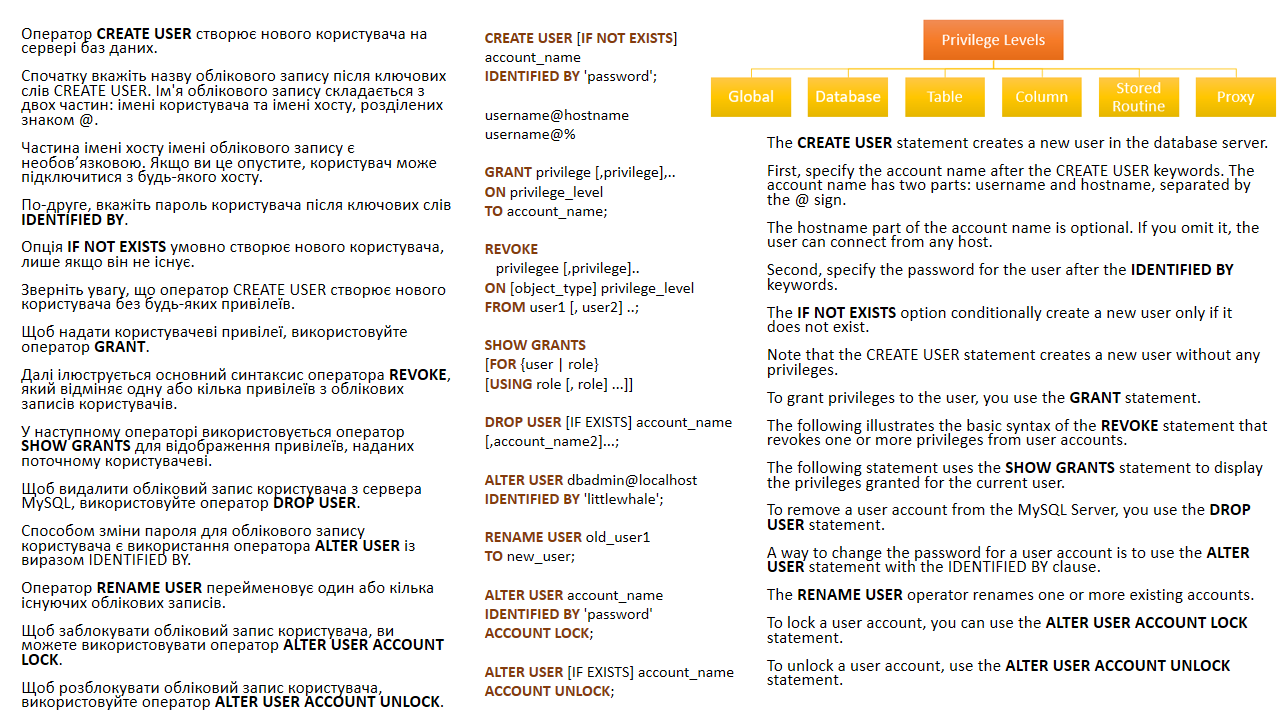 Оператор CREATE USER створює нового користувача на
сервері баз даних.
Спочатку вкажіть назву облікового запису після ключових
слів CREATE USER. Ім'я облікового запису складається з
двох частин: імені користувача та імені хосту, розділених
знаком @.
Частина імені хосту імені облікового запису є
необов’язковою. Якщо ви це опустите, користувач може
підключитися з будь-якого хосту.
По-друге, вкажіть пароль користувача після ключових слів
IDENTIFIED BY.
Опція IF NOT EXISTS умовно створює нового користувача,
лише якщо він не існує.
Зверніть увагу, що оператор CREATE USER створює нового
користувача без будь-яких привілеїв.
Щоб надати користувачеві привілеї, використовуйте
оператор GRANT.
Далі ілюструється основний синтаксис оператора REVOKE,
який відміняє одну або кілька привілеїв з облікових
записів користувачів.
У наступному операторі використовується оператор
SHOW GRANTS для відображення привілеїв, наданих
поточному користувачеві.
Щоб видалити обліковий запис користувача з сервера
MySQL, використовуйте оператор DROP USER.
Способом зміни пароля для облікового запису
користувача є використання оператора ALTER USER із
виразом IDENTIFIED BY.
Оператор RENAME USER перейменовує один або кілька
існуючих облікових записів.
Щоб заблокувати обліковий запис користувача, ви
можете використовувати оператор ALTER USER ACCOUNT
LOCK.
Щоб розблокувати обліковий запис користувача,
використовуйте оператор ALTER USER ACCOUNT UNLOCK.
CREATE USER [IF NOT EXISTS]
account_name
IDENTIFIED BY 'password';
username@hostname
username@%
GRANT privilege [,privilege],..
ON privilege_level
TO account_name;
REVOKE
privilegee [,privilege]..
ON [object_type] privilege_level
FROM user1 [, user2] ..;
SHOW GRANTS
[FOR {user | role}
[USING role [, role] ...]]
DROP USER [IF EXISTS] account_name
[,account_name2]...;
ALTER USER dbadmin@localhost
IDENTIFIED BY 'littlewhale';
RENAME USER old_user1
TO new_user;
ALTER USER account_name
IDENTIFIED BY 'password'
ACCOUNT LOCK;
ALTER USER [IF EXISTS] account_name
ACCOUNT UNLOCK;
Privilege Levels
Global
Database
Table
Column
Stored
Routine
Proxy
The CREATE USER statement creates a new user in the database server.
First, specify the account name after the CREATE USER keywords. The
account name has two parts: username and hostname, separated by
the @ sign.
The hostname part of the account name is optional. If you omit it, the
user can connect from any host.
Second, specify the password for the user after the IDENTIFIED BY
keywords.
The IF NOT EXISTS option conditionally create a new user only if it
does not exist.
Note that the CREATE USER statement creates a new user without any
privileges.
To grant privileges to the user, you use the GRANT statement.
The following illustrates the basic syntax of the REVOKE statement that
revokes one or more privileges from user accounts.
The following statement uses the SHOW GRANTS statement to display
the privileges granted for the current user.
To remove a user account from the MySQL Server, you use the DROP
USER statement.
A way to change the password for a user account is to use the ALTER
USER statement with the IDENTIFIED BY clause.
The RENAME USER operator renames one or more existing accounts.
To lock a user account, you can use the ALTER USER ACCOUNT LOCK
statement.
To unlock a user account, use the ALTER USER ACCOUNT UNLOCK
statement.